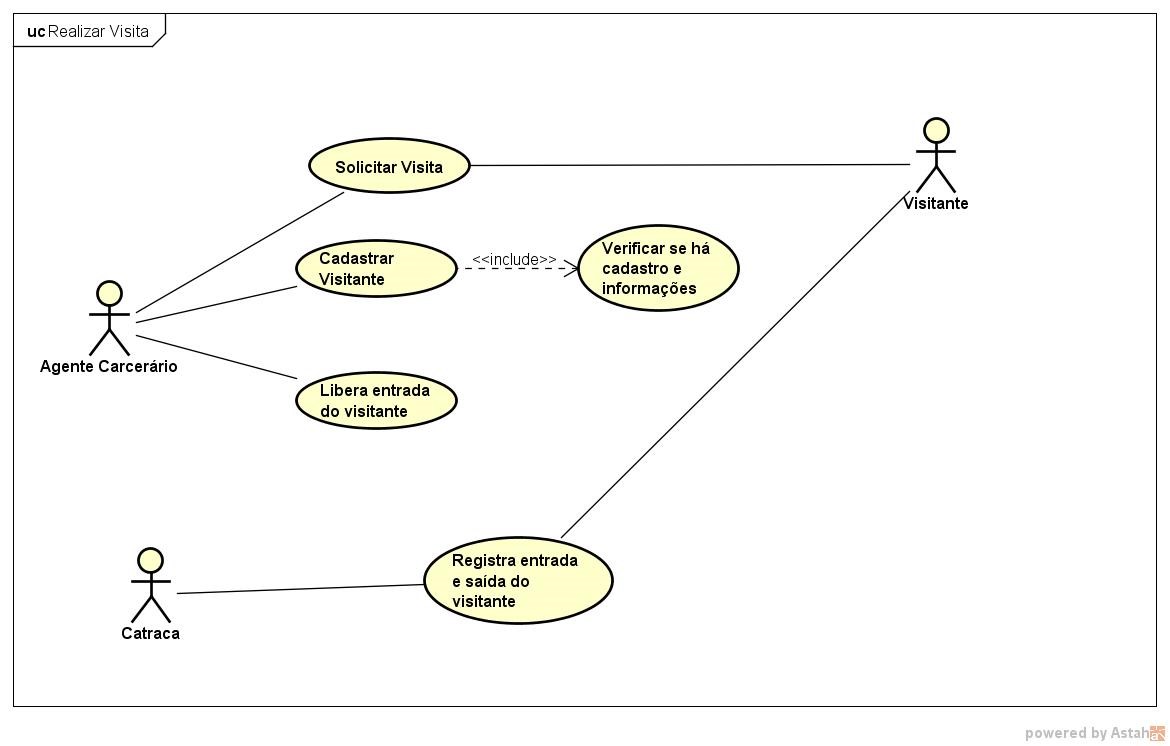 uc Realizar Visita
Solicitar Visita
Visitante
Cadastrar
Visitante
<<include>>
Verificar se há
cadastro e
informações
Agente Carcerário
Libera entrada
do visitante
Registra entrada
e saída do
visitante
Catraca
powered by Astah